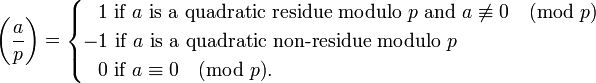 (a/p) = { 1 if a is a quadratic residue modulo p and a ≢ 0 (mod p)
−1 if a is a quadratic non-residue modulo p
0 if a ≡ 0 (mod p).